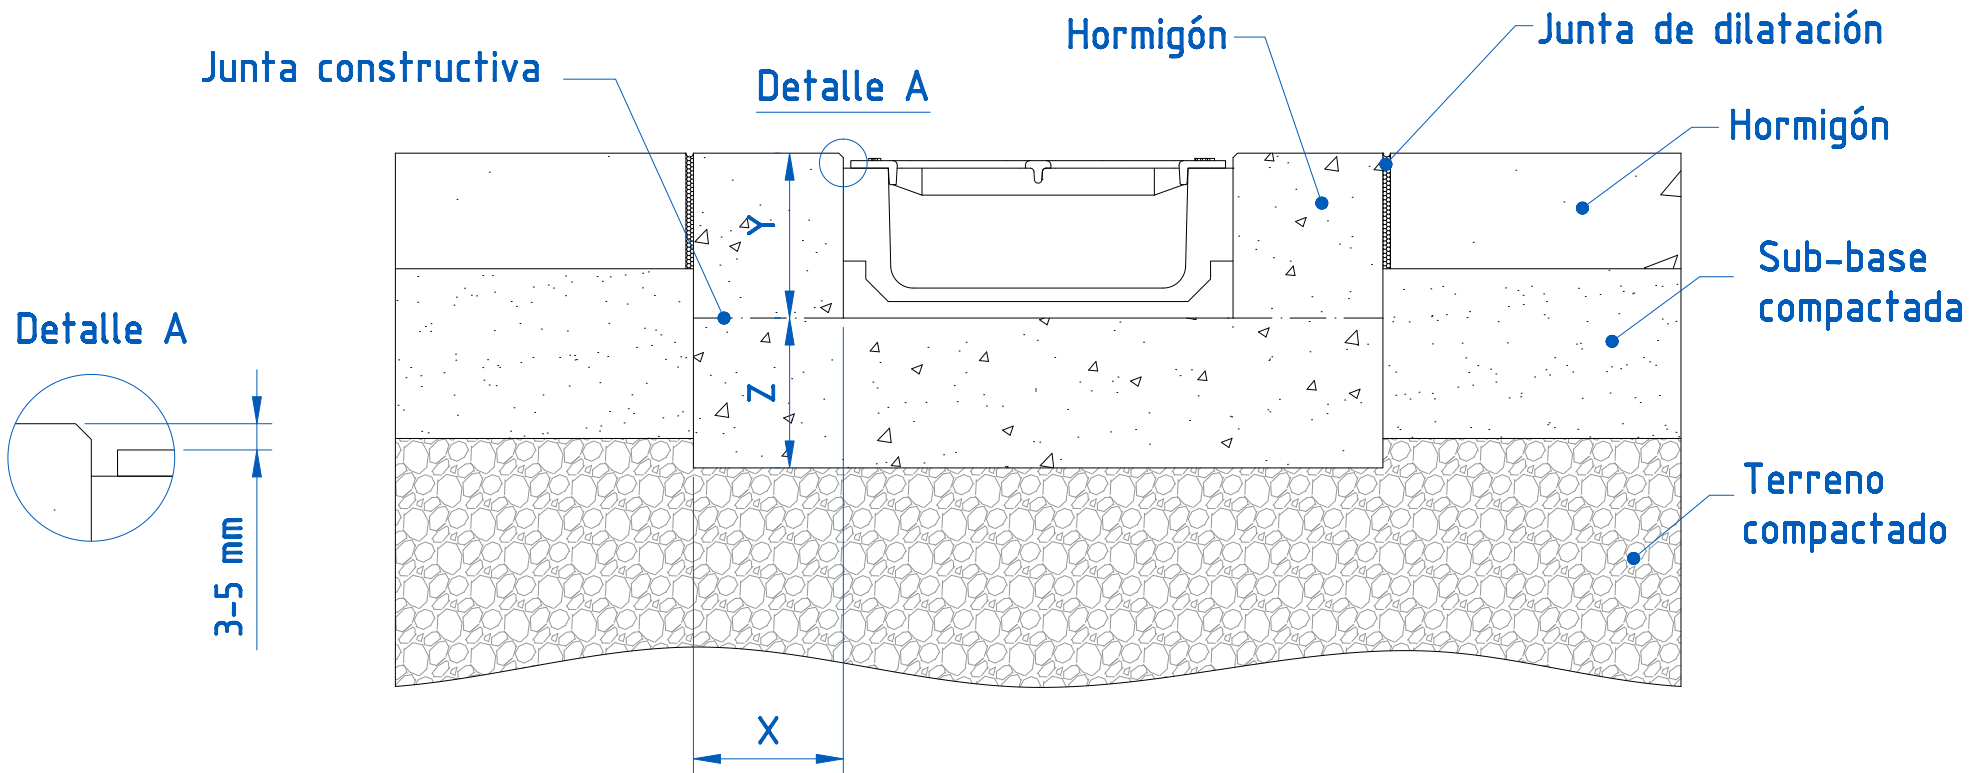 Junta constructiva
Detalle A
Hormigón
Junta de dilatación
Hormigón
Sub-base
compactada
Terreno
compactado
Y
Z
X
Detalle A
3-5 mm